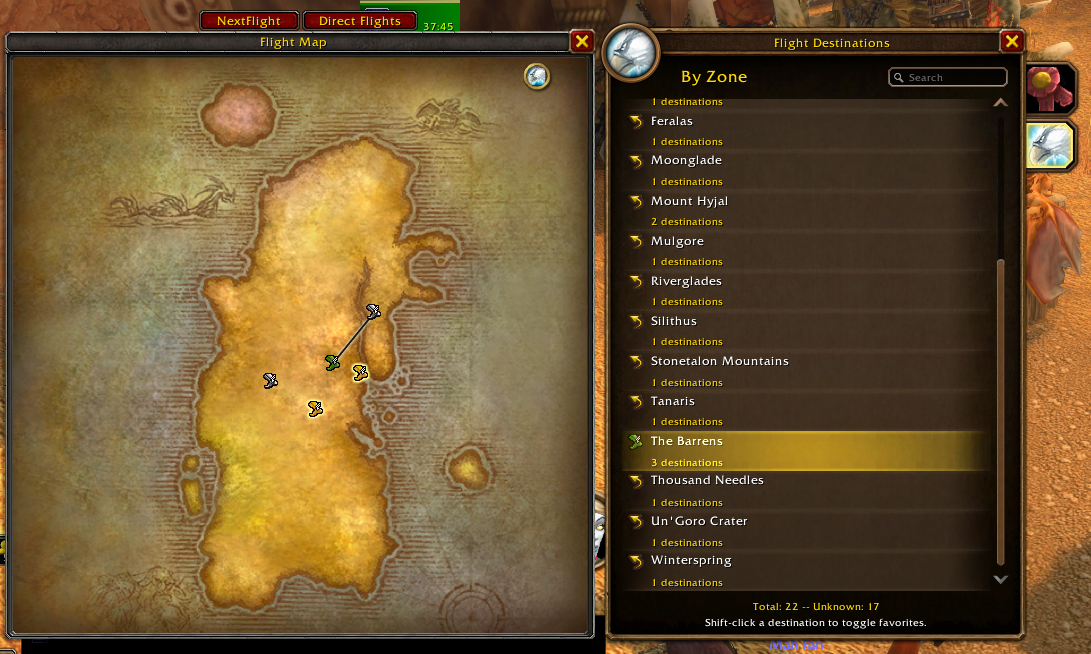 NextFlight
Direct Flights
37:45
Flight Map
Flight Destinations
By Zone
Search
1 destinations
Feralas
1 destinations
Moonglade
1 destinations
Mount Hyjal
2 destinations
Mulgore
1 destinations
Riverglades
1 destinations
Silithus
1 destinations
Stonetalon Mountains
1 destinations
Tanaris
1 destinations
The Barrens
3 destinations
Thousand Needles
1 destinations
Un'Goro Crater
1 destinations
Winterspring
1 destinations
Total: 22 -- Unknown: 17
Shift-click a destination to toggle favorites.